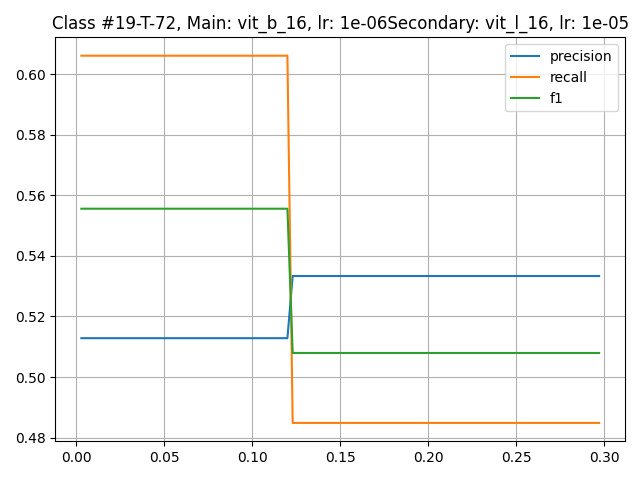 Class #19-T-72, Main: vit_b_16, lr: 1e-06Secondary: vit_l_16, lr: 1e-05
precision
recall
f1
0.60
0.58
0.56
0.54
0.52
0.50
0.48
0.00 0.05 0.10 0.15 0.20 0.25 0.30